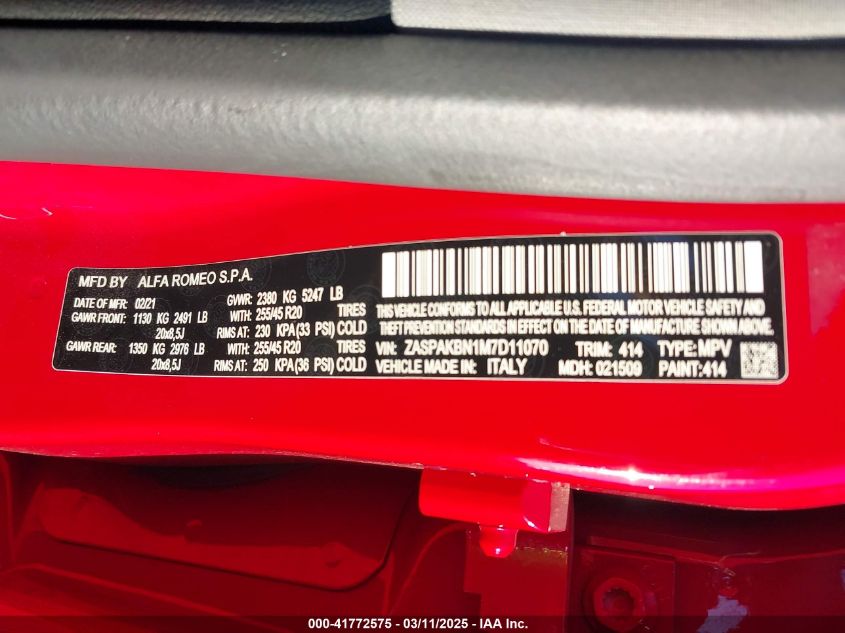 MFD BY ALFA ROMEO S.P.A.
DATE OF MFR: 02/21 GVWR: 2380 KG 5247 LB
GAWR FRONT: 1130 KG 2491 LB WITH: 255/45 R20 TIRES
20x8,5J RIMS AT: 230 KPA (33 PSI) COLD
GAWR REAR: 1350 KG 2976 LB WITH: 255/45 R20 TIRES
20x8,5J RIMS AT: 250 KPA (36 PSI) COLD
THIS VEHICLE CONFORMS TO ALL APPLICABLE U.S. FEDERAL MOTOR VEHICLE SAFETY AND
THEFT PREVENTION STANDARDS IN EFFECT ON THE DATE OF MANUFACTURE SHOWN ABOVE.
VIN: ZASPAKBN1M7D11070 TRIM: 414 TYPE: MPV
VEHICLE MADE IN: ITALY MDH: 021509 PAINT: 414
000-41772575 - 03/11/2025 - IAA Inc.